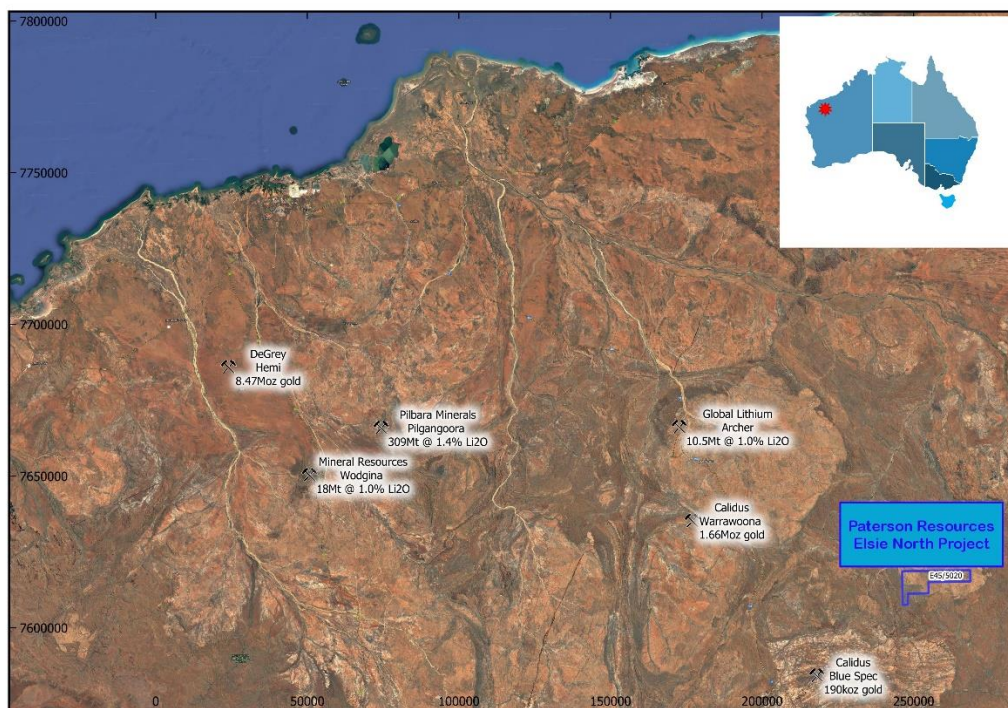 7800000
7750000
7700000
7650000
7600000
0
50000
100000
150000
200000
250000
DeGrey
Hemi
8.47Moz gold
Pilbara Minerals
Pilgangoora
309Mt @ 1.4% Li2O
Mineral Resources
Wodgina
18Mt @ 1.0% Li2O
Global Lithium
Archer
10.5Mt @ 1.0% Li2O
Calidus
Warrawoona
1.66Moz gold
Paterson Resources
Elsie North Project
E45/5020
Calidus
Blue Spec
190koz gold